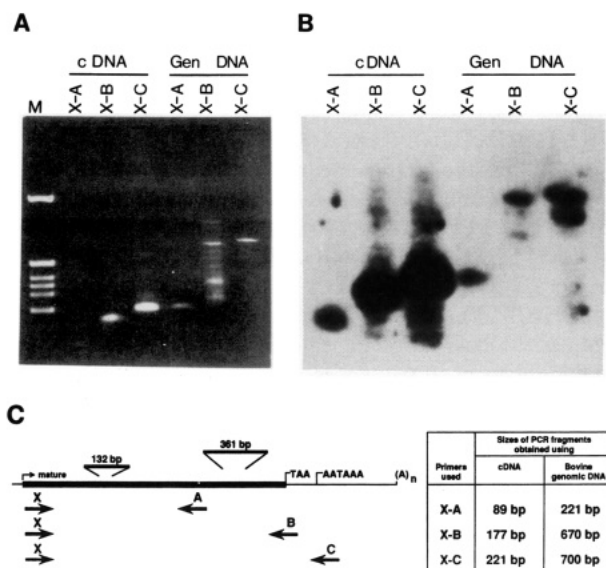 A
c DNA Gen DNA
M X-A X-B X-C X-A X-B X-C
B
cDNA Gen DNA
X-A X-B X-C X-A X-B X-C
C
132 bp 361 bp
mature TAA AATAAA (A)n
X A
X B
X C
Sizes of PCR fragments
obtained using
Primers used cDNA Bovine genomic DNA
X-A 89 bp 221 bp
X-B 177 bp 670 bp
X-C 221 bp 700 bp